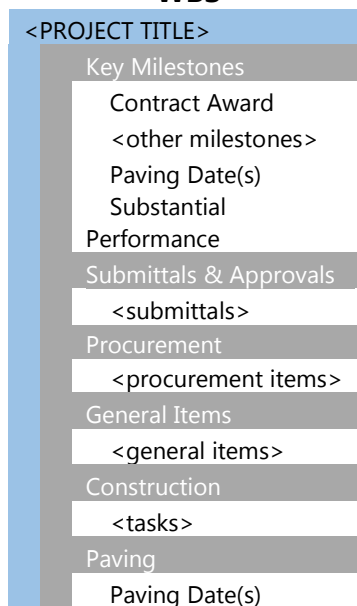 WBS
<PROJECT TITLE>
Key Milestones
Contract Award
<other milestones>
Paving Date(s)
Substantial
Performance
Submittals & Approvals
<submittals>
Procurement
<procurement items>
General Items
<general items>
Construction
<tasks>
Paving
Paving Date(s)